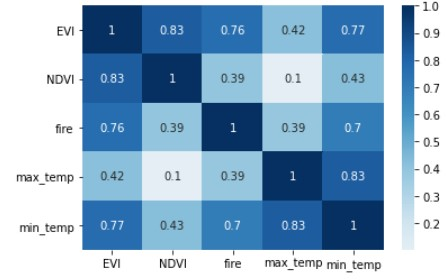 EVI 1 0.83 0.76 0.42 0.77
NDVI 0.83 1 0.39 0.1 0.43
fire 0.76 0.39 1 0.39 0.7
max_temp 0.42 0.1 0.39 1 0.83
min_temp 0.77 0.43 0.7 0.83 1
EVI NDVI fire max_temp min_temp
1.0
0.9
0.8
0.7
0.6
0.5
0.4
0.3
0.2